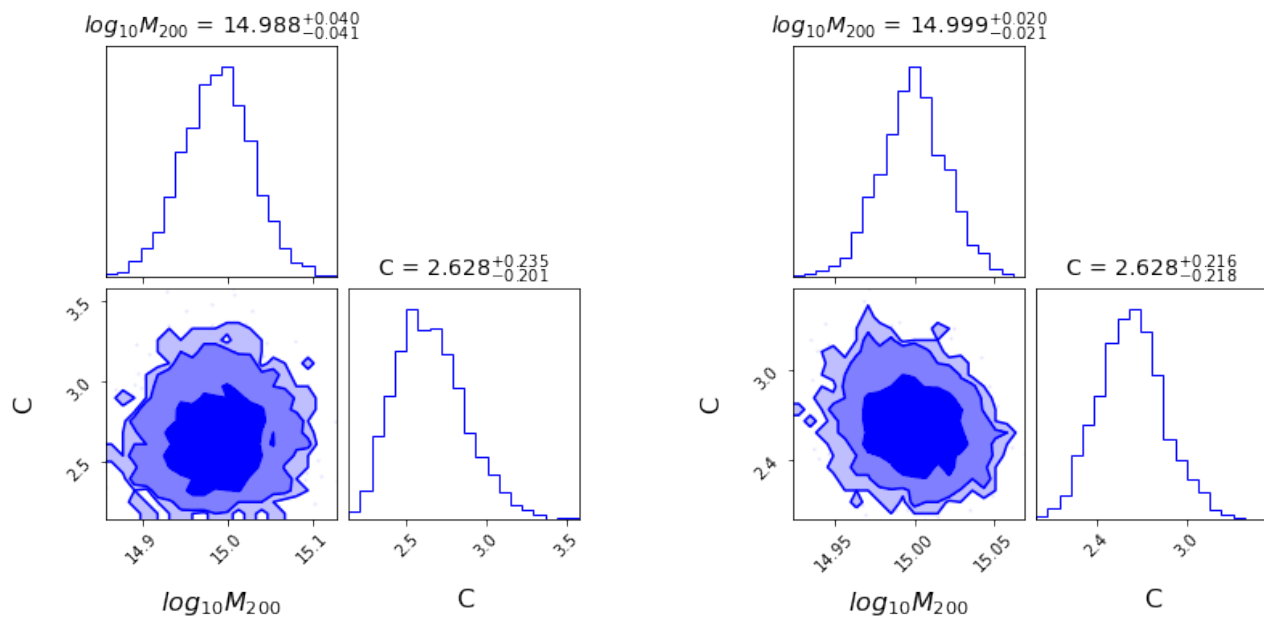 log₁₀M₂₀₀ = 14.988⁺⁰·⁰⁴⁰₋₀.₀₄₁
C = 2.628⁺⁰·²³⁵₋₀.₂₀₁
3.5
3.0
2.5
C
14.9
15.0
15.1
log₁₀M₂₀₀
2.5
3.0
3.5
C
log₁₀M₂₀₀ = 14.999⁺⁰·⁰²⁰₋₀.₀₂₁
C = 2.628⁺⁰·²¹⁶₋₀.₂₁₈
3.0
2.4
C
14.95
15.00
15.05
log₁₀M₂₀₀
2.4
3.0
C